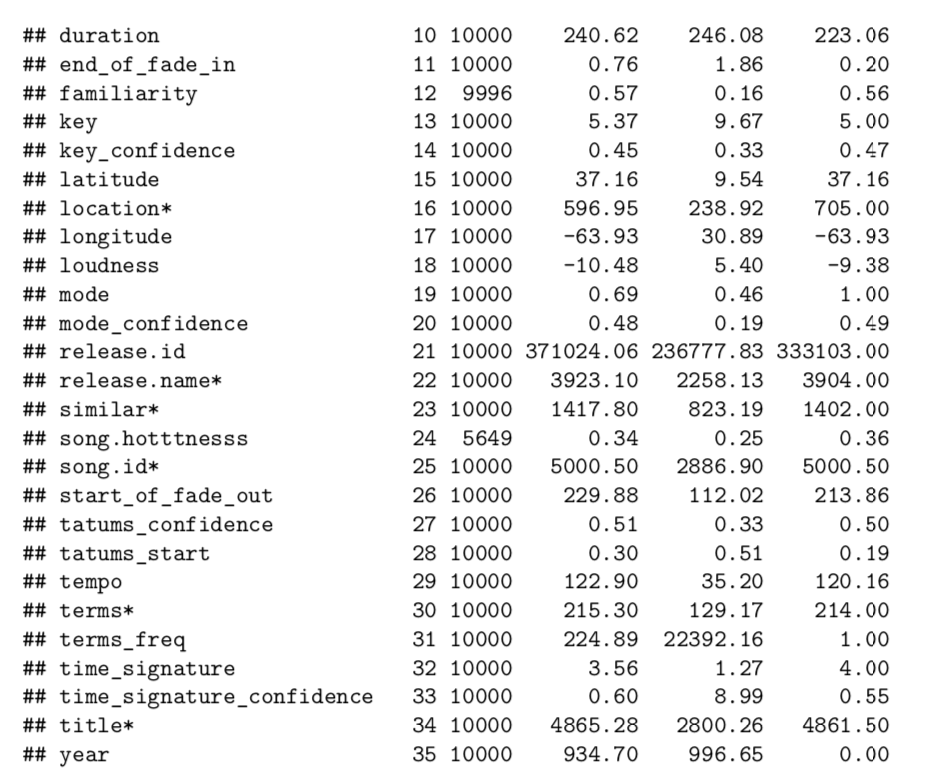 ## duration 10 10000 240.62 246.08 223.06
## end_of_fade_in 11 10000 0.76 1.86 0.20
## familiarity 12 9996 0.57 0.16 0.56
## key 13 10000 5.37 9.67 5.00
## key_confidence 14 10000 0.45 0.33 0.47
## latitude 15 10000 37.16 9.54 37.16
## location* 16 10000 596.95 238.92 705.00
## longitude 17 10000 -63.93 30.89 -63.93
## loudness 18 10000 -10.48 5.40 -9.38
## mode 19 10000 0.69 0.46 1.00
## mode_confidence 20 10000 0.48 0.19 0.49
## release.id 21 10000 371024.06 236777.83 333103.00
## release.name* 22 10000 3923.10 2258.13 3904.00
## similar* 23 10000 1417.80 823.19 1402.00
## song.hotttnesss 24 5649 0.34 0.25 0.36
## song.id* 25 10000 5000.50 2886.90 5000.50
## start_of_fade_out 26 10000 229.88 112.02 213.86
## tatums_confidence 27 10000 0.51 0.33 0.50
## tatums_start 28 10000 0.30 0.51 0.19
## tempo 29 10000 122.90 35.20 120.16
## terms* 30 10000 215.30 129.17 214.00
## terms_freq 31 10000 224.89 22392.16 1.00
## time_signature 32 10000 3.56 1.27 4.00
## time_signature_confidence 33 10000 0.60 8.99 0.55
## title* 34 10000 4865.28 2800.26 4861.50
## year 35 10000 934.70 996.65 0.00